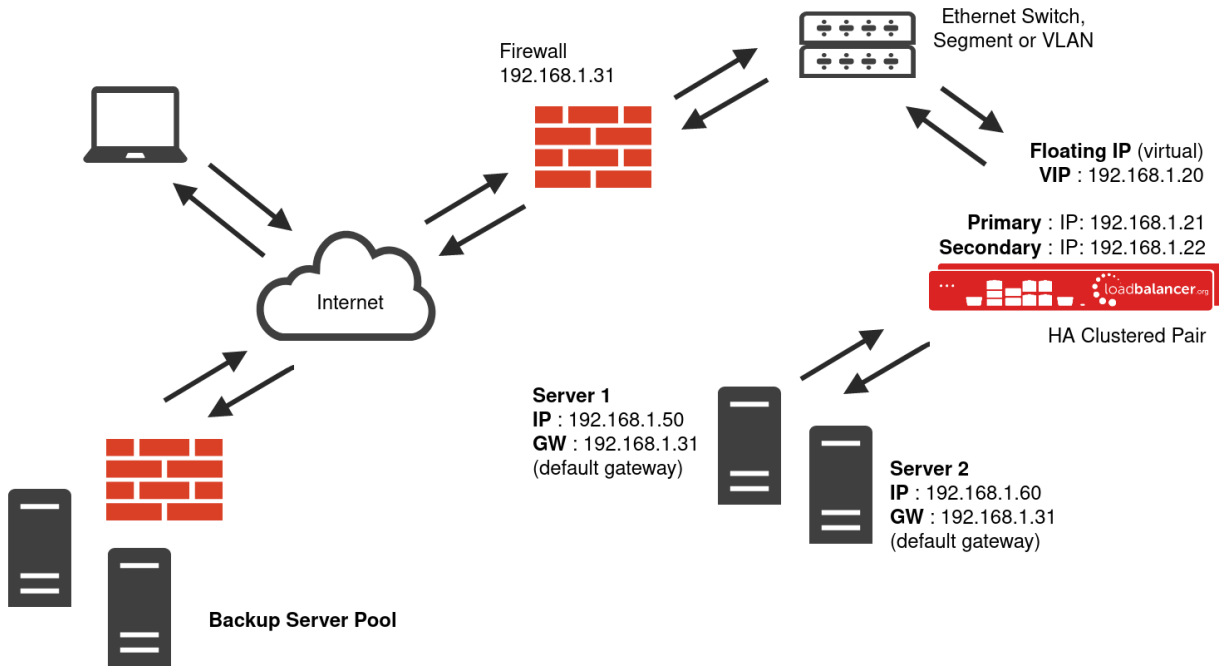 Ethernet Switch,
Segment or VLAN
Firewall
192.168.1.31
Floating IP (virtual)
VIP : 192.168.1.20
Primary : IP: 192.168.1.21
Secondary : IP: 192.168.1.22
loadbalancer.org
HA Clustered Pair
Internet
Server 1
IP : 192.168.1.50
GW : 192.168.1.31
(default gateway)
Server 2
IP : 192.168.1.60
GW : 192.168.1.31
(default gateway)
Backup Server Pool